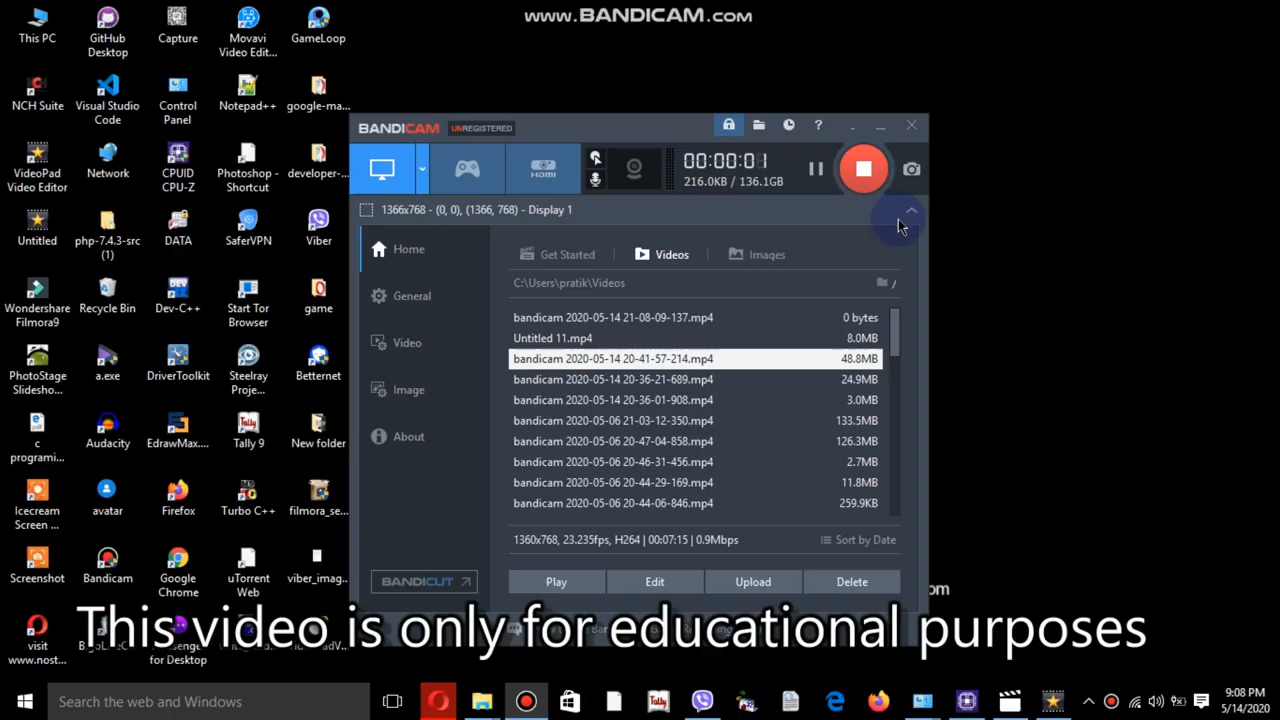 www.BANDICAM.com
This PC
GitHub
Desktop
Capture
Movavi
Video Edit...
GameLoop
NCH Suite
Visual Studio
Code
Control
Panel
Notepad++
google-ma...
VideoPad
Video Editor
Network
CPUID
CPU-Z
Photoshop -
Shortcut
developer-...
Untitled
php-7.4.3-src
(1)
DATA
SaferVPN
Viber
Wondershare
Filmora9
Recycle Bin
Dev-C++
Start Tor
Browser
game
PhotoStage
Slidesho...
a.exe
DriverToolkit
Steelray
Proje...
Betternet
c
programi...
Audacity
EdrawMax....
Tally 9
New folder
Icecream
Screen ...
avatar
Firefox
Turbo C++
filmora_se...
Screenshot
Bandicam
Google
Chrome
uTorrent
Web
viber_imag...
visit
www.nost...
for Desktop
BANDICAM UNREGISTERED
HDMI
00:00:01
216.0KB / 136.1GB
1366x768 - (0, 0), (1366, 768) - Display 1
Home
General
Video
Image
About
BANDICUT
Get Started
Videos
Images
C:\Users\pratik\Videos
/
bandicam 2020-05-14 21-08-09-137.mp4 0 bytes
Untitled 11.mp4 8.0MB
bandicam 2020-05-14 20-41-57-214.mp4 48.8MB
bandicam 2020-05-14 20-36-21-689.mp4 24.9MB
bandicam 2020-05-14 20-36-01-908.mp4 3.0MB
bandicam 2020-05-06 21-03-12-350.mp4 133.5MB
bandicam 2020-05-06 20-47-04-858.mp4 126.3MB
bandicam 2020-05-06 20-46-31-456.mp4 2.7MB
bandicam 2020-05-06 20-44-29-169.mp4 11.8MB
bandicam 2020-05-06 20-44-06-846.mp4 259.9KB
1360x768, 23.235fps, H264 | 00:07:15 | 0.9Mbps
Sort by Date
Play
Edit
Upload
Delete
om
This video is only for educational purposes
Search the web and Windows
Tally
9:08 PM
5/14/2020